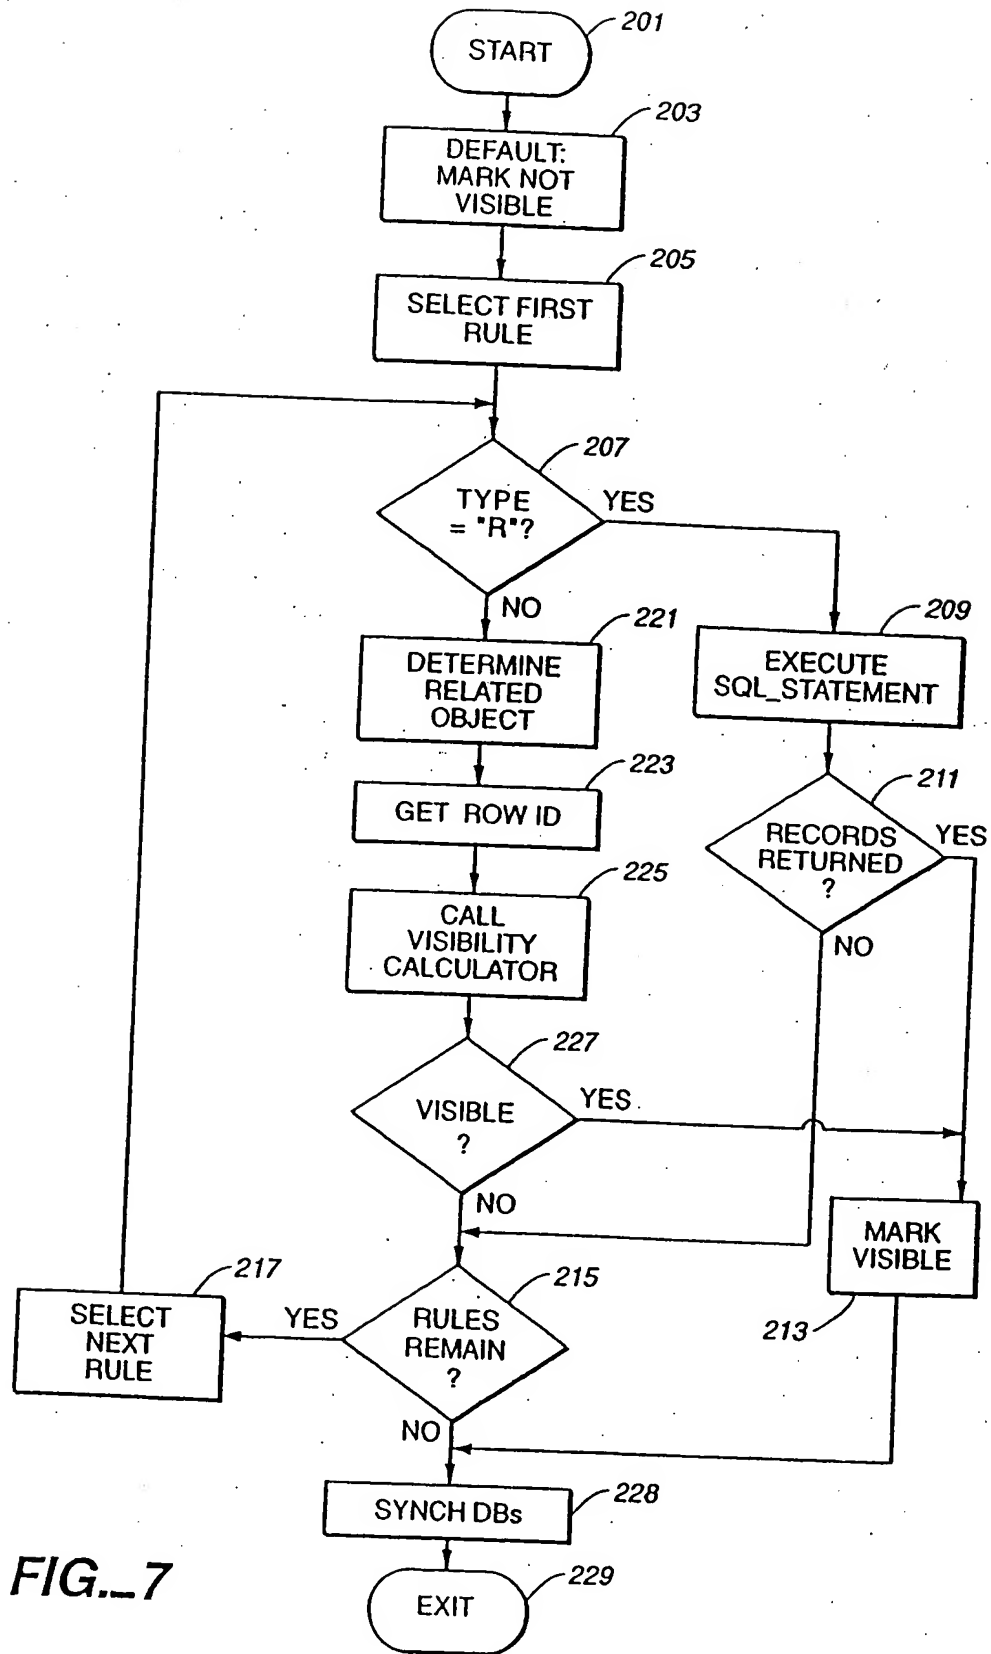 201
START
203
DEFAULT:
MARK NOT
VISIBLE
205
SELECT FIRST
RULE
207
TYPE
= "R"?
YES
NO
221
DETERMINE
RELATED
OBJECT
209
EXECUTE
SQL_STATEMENT
223
GET ROW ID
211
RECORDS
RETURNED
?
YES
NO
225
CALL
VISIBILITY
CALCULATOR
227
VISIBLE
?
YES
NO
MARK
VISIBLE
213
217
SELECT
NEXT
RULE
YES
215
RULES
REMAIN
?
NO
228
SYNCH DBs
229
EXIT
FIG._7